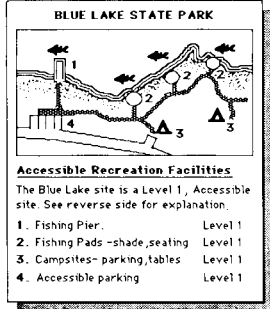 BLUE LAKE STATE PARK
1
2
2
2
3
3
4
Accessible Recreation Facilities
The Blue Lake site is a Level 1, Accessible
site. See reverse side for explanation.
1. Fishing Pier. Level 1
2. Fishing Pads -shade,seating Level 1
3. Campsites- parking,tables Level 1
4. Accessible parking Level 1